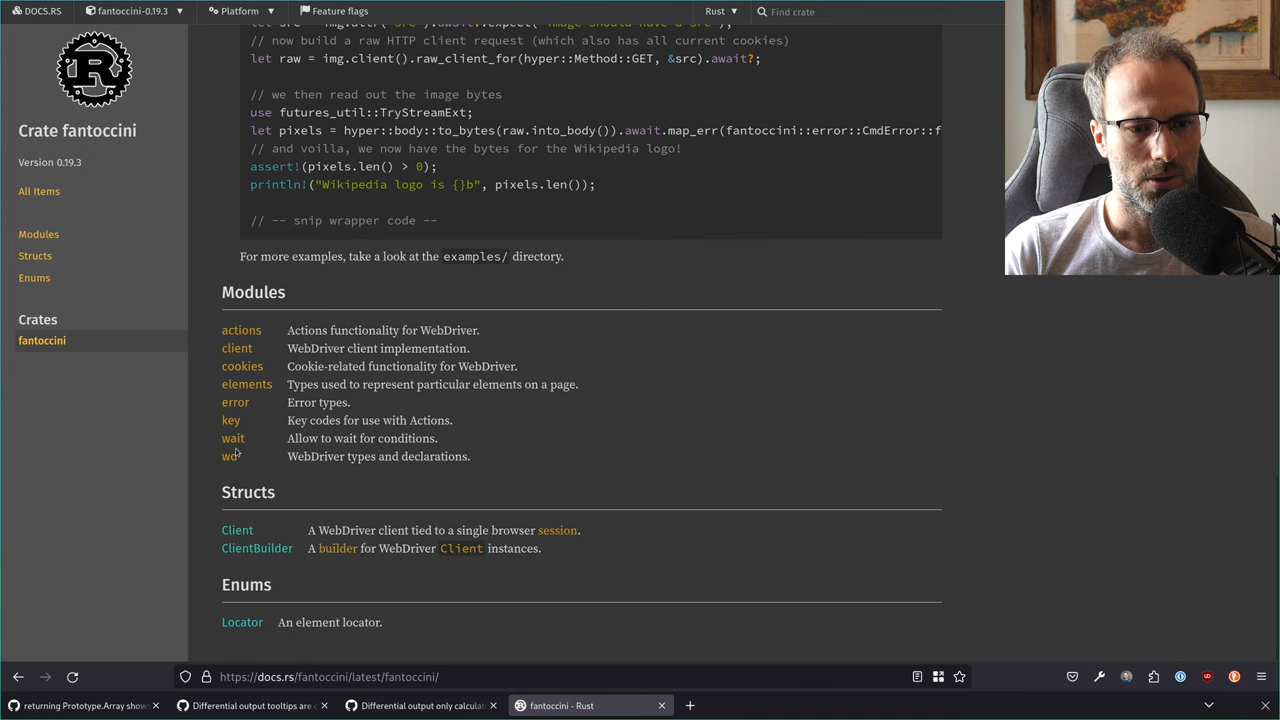 DOCS.RS
fantoccini-0.19.3
Platform
Feature flags
Rust
Find crate
Crate fantoccini
Version 0.19.3
All Items
Modules
Structs
Enums
Crates
fantoccini
// now build a raw HTTP client request (which also has all current cookies)
let raw = img.client().raw_client_for(hyper::Method::GET, &src).await?;
// we then read out the image bytes
use futures_util::TryStreamExt;
let pixels = hyper::body::to_bytes(raw.into_body()).await.map_err(fantoccini::error::CmdError::f
// and voilla, we now have the bytes for the Wikipedia logo!
assert!(pixels.len() > 0);
println!("Wikipedia logo is {}b", pixels.len());
// -- snip wrapper code --
For more examples, take a look at the examples/ directory.
Modules
actions Actions functionality for WebDriver.
client WebDriver client implementation.
cookies Cookie-related functionality for WebDriver.
elements Types used to represent particular elements on a page.
error Error types.
key Key codes for use with Actions.
wait Allow to wait for conditions.
wd WebDriver types and declarations.
Structs
Client A WebDriver client tied to a single browser session.
ClientBuilder A builder for WebDriver Client instances.
Enums
Locator An element locator.
https://docs.rs/fantoccini/latest/fantoccini/
returning Prototype.Array show
Differential output tooltips are c
Differential output only calculat
fantoccini - Rust